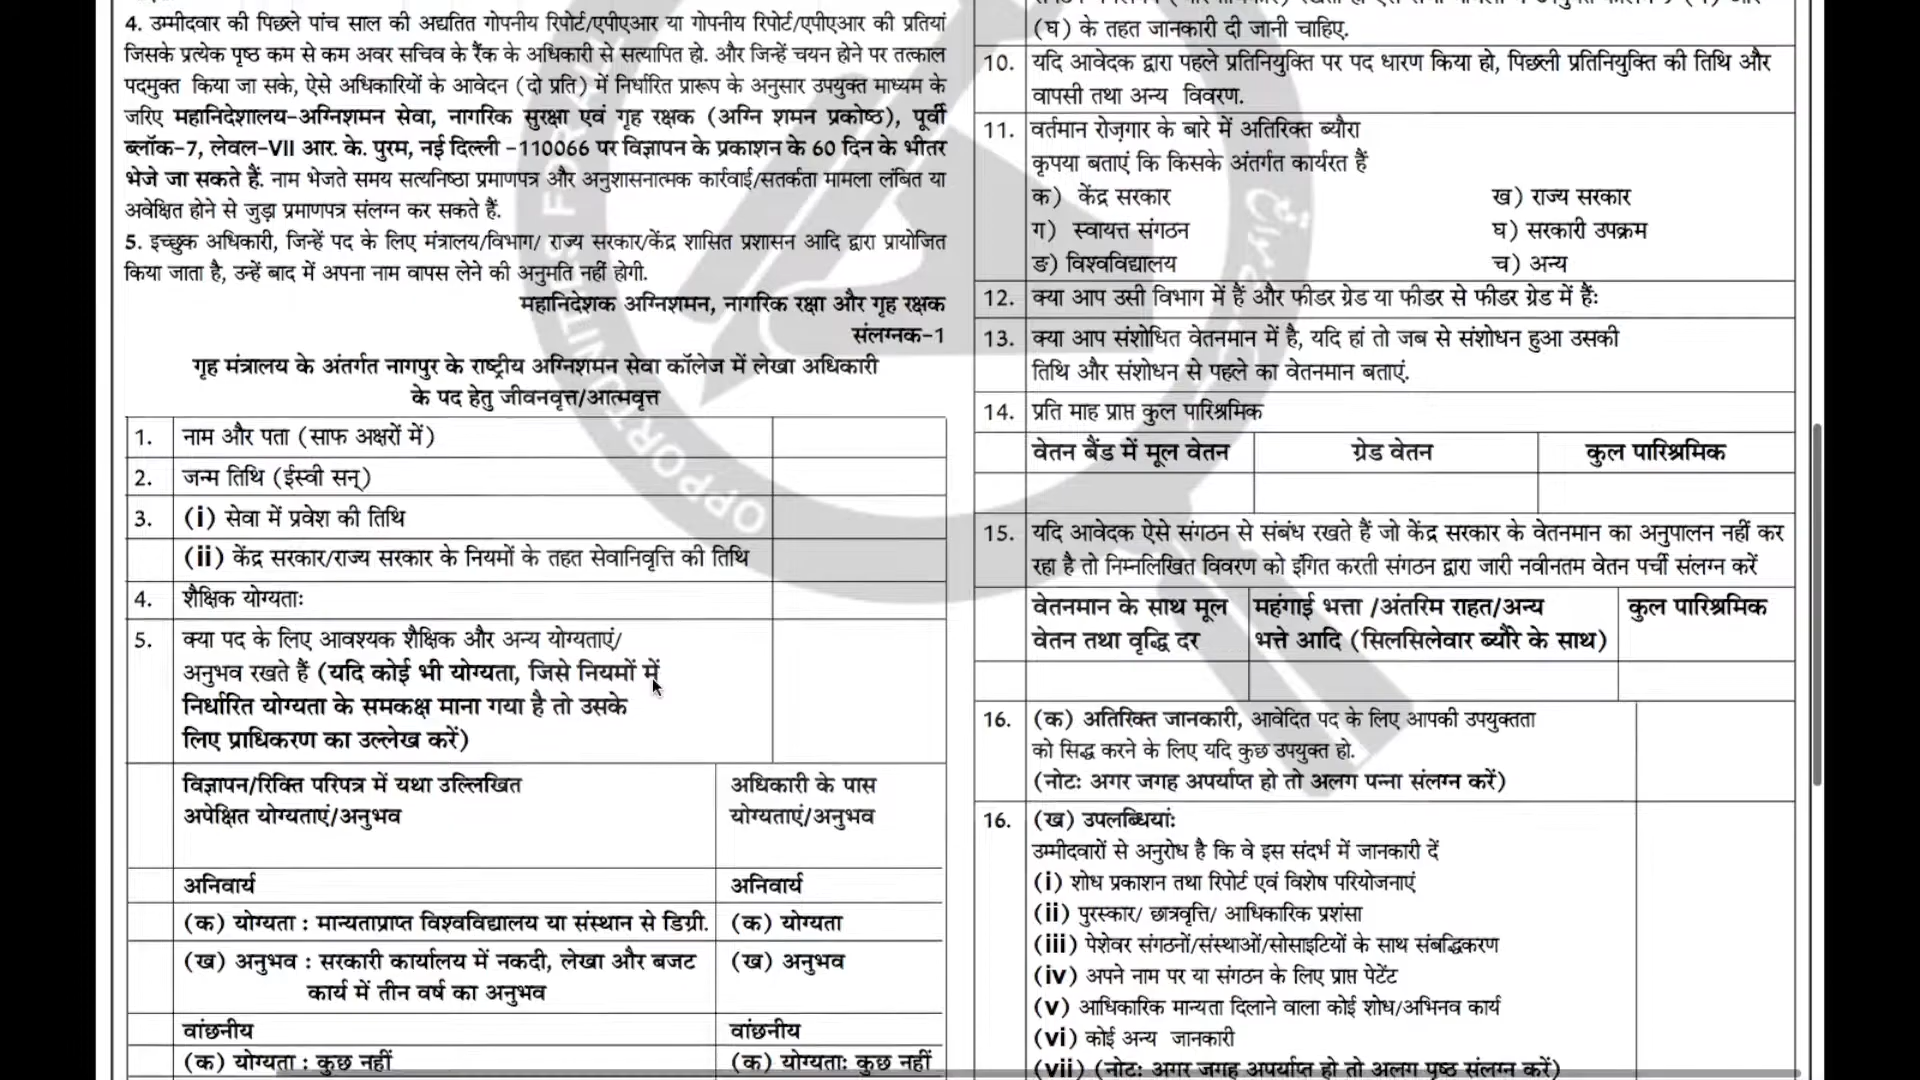 4. उम्मीदवार की पिछले पांच साल की अद्यतित गोपनीय रिपोर्ट/एपीएआर या गोपनीय रिपोर्ट/एपीएआर की प्रतियां
जिसके प्रत्येक पृष्ठ कम से कम अवर सचिव के रैंक के अधिकारी से सत्यापित हो. और जिन्हें चयन होने पर तत्काल
पदमुक्त किया जा सके, ऐसे अधिकारियों के आवेदन (दो प्रति) में निर्धारित प्रारूप के अनुसार उपयुक्त माध्यम के
जरिए महानिदेशालय-अग्निशमन सेवा, नागरिक सुरक्षा एवं गृह रक्षक (अग्नि शमन प्रकोष्ठ), पूर्वी
ब्लॉक-7, लेवल-VII आर. के. पुरम, नई दिल्ली -110066 पर विज्ञापन के प्रकाशन के 60 दिन के भीतर
भेजे जा सकते हैं. नाम भेजते समय सत्यनिष्ठा प्रमाणपत्र और अनुशासनात्मक कार्रवाई/सतर्कता मामला लंबित या
अवेक्षित होने से जुड़ा प्रमाणपत्र संलग्न कर सकते हैं.
5. इच्छुक अधिकारी, जिन्हें पद के लिए मंत्रालय/विभाग/ राज्य सरकार/केंद्र शासित प्रशासन आदि द्वारा प्रायोजित
किया जाता है, उन्हें बाद में अपना नाम वापस लेने की अनुमति नहीं होगी.
महानिदेशक अग्निशमन, नागरिक रक्षा और गृह रक्षक
संलग्नक-1
गृह मंत्रालय के अंतर्गत नागपुर के राष्ट्रीय अग्निशमन सेवा कॉलेज में लेखा अधिकारी
के पद हेतु जीवनवृत्त/आत्मवृत्त
1. नाम और पता (साफ अक्षरों में)
2. जन्म तिथि (ईस्वी सन्)
3. (i) सेवा में प्रवेश की तिथि
(ii) केंद्र सरकार/राज्य सरकार के नियमों के तहत सेवानिवृत्ति की तिथि
4. शैक्षिक योग्यताः
5. क्या पद के लिए आवश्यक शैक्षिक और अन्य योग्यताएं/
अनुभव रखते हैं (यदि कोई भी योग्यता, जिसे नियमों में
निर्धारित योग्यता के समकक्ष माना गया है तो उसके
लिए प्राधिकरण का उल्लेख करें)
विज्ञापन/रिक्ति परिपत्र में यथा उल्लिखित अधिकारी के पास
अपेक्षित योग्यताएं/अनुभव योग्यताएं/अनुभव
अनिवार्य अनिवार्य
(क) योग्यता : मान्यताप्राप्त विश्वविद्यालय या संस्थान से डिग्री. (क) योग्यता
(ख) अनुभव : सरकारी कार्यालय में नकदी, लेखा और बजट (ख) अनुभव
कार्य में तीन वर्ष का अनुभव
वांछनीय वांछनीय
(क) योग्यता : कुछ नहीं (क) योग्यताः कुछ नहीं
(घ) के तहत जानकारी दी जानी चाहिए.
10. यदि आवेदक द्वारा पहले प्रतिनियुक्ति पर पद धारण किया हो, पिछली प्रतिनियुक्ति की तिथि और
वापसी तथा अन्य विवरण.
11. वर्तमान रोज़गार के बारे में अतिरिक्त ब्यौरा
कृपया बताएं कि किसके अंतर्गत कार्यरत हैं
क) केंद्र सरकार ख) राज्य सरकार
ग) स्वायत्त संगठन घ) सरकारी उपक्रम
ङ) विश्वविद्यालय च) अन्य
12. क्या आप उसी विभाग में हैं और फीडर ग्रेड या फीडर से फीडर ग्रेड में हैंः
13. क्या आप संशोधित वेतनमान में है, यदि हां तो जब से संशोधन हुआ उसकी
तिथि और संशोधन से पहले का वेतनमान बताएं.
14. प्रति माह प्राप्त कुल पारिश्रमिक
वेतन बैंड में मूल वेतन ग्रेड वेतन कुल पारिश्रमिक
15. यदि आवेदक ऐसे संगठन से संबंध रखते हैं जो केंद्र सरकार के वेतनमान का अनुपालन नहीं कर
रहा है तो निम्नलिखित विवरण को इंगित करती संगठन द्वारा जारी नवीनतम वेतन पर्ची संलग्न करें
वेतनमान के साथ मूल महंगाई भत्ता /अंतरिम राहत/अन्य कुल पारिश्रमिक
वेतन तथा वृद्धि दर भत्ते आदि (सिलसिलेवार ब्यौरे के साथ)
16. (क) अतिरिक्त जानकारी, आवेदित पद के लिए आपकी उपयुक्तता
को सिद्ध करने के लिए यदि कुछ उपयुक्त हो.
(नोटः अगर जगह अपर्याप्त हो तो अलग पन्ना संलग्न करें)
16. (ख) उपलब्धियांः
उम्मीदवारों से अनुरोध है कि वे इस संदर्भ में जानकारी दें
(i) शोध प्रकाशन तथा रिपोर्ट एवं विशेष परियोजनाएं
(ii) पुरस्कार/ छात्रवृत्ति/ आधिकारिक प्रशंसा
(iii) पेशेवर संगठनों/संस्थाओं/सोसाइटियों के साथ संबद्धिकरण
(iv) अपने नाम पर या संगठन के लिए प्राप्त पेटेंट
(v) आधिकारिक मान्यता दिलाने वाला कोई शोध/अभिनव कार्य
(vi) कोई अन्य जानकारी
(vii) (नोटः अगर जगह अपर्याप्त हो तो अलग पृष्ठ संलग्न करें)